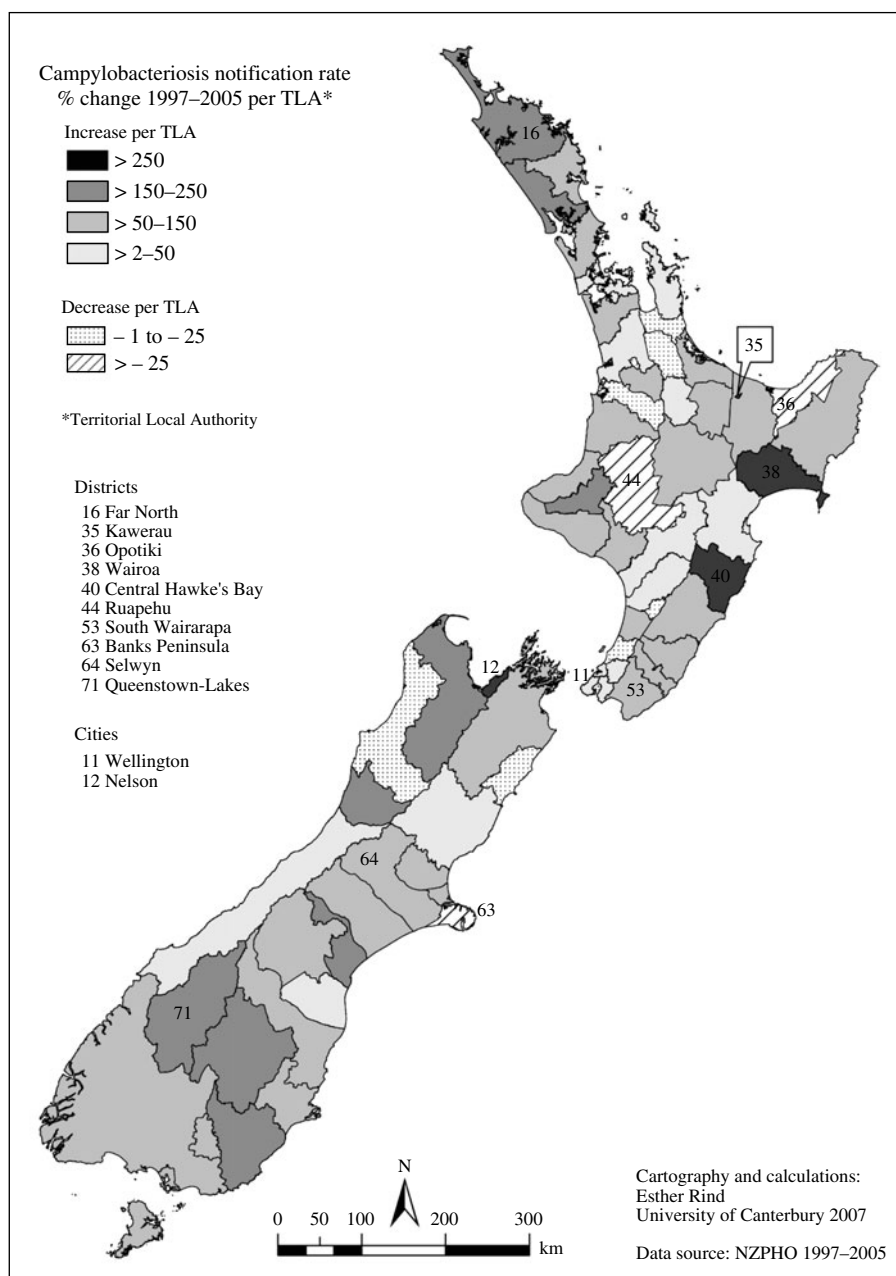 Campylobacteriosis notification rate
% change 1997–2005 per TLA*
Increase per TLA
> 250
> 150–250
> 50–150
> 2–50
Decrease per TLA
– 1 to – 25
> – 25
*Territorial Local Authority
Districts
16 Far North
35 Kawerau
36 Opotiki
38 Wairoa
40 Central Hawke's Bay
44 Ruapehu
53 South Wairarapa
63 Banks Peninsula
64 Selwyn
71 Queenstown-Lakes
Cities
11 Wellington
12 Nelson
16
35
36
38
44
40
12
11
53
64
63
71
N
0 50 100 200 300
km
Cartography and calculations:
Esther Rind
University of Canterbury 2007
Data source: NZPHO 1997–2005